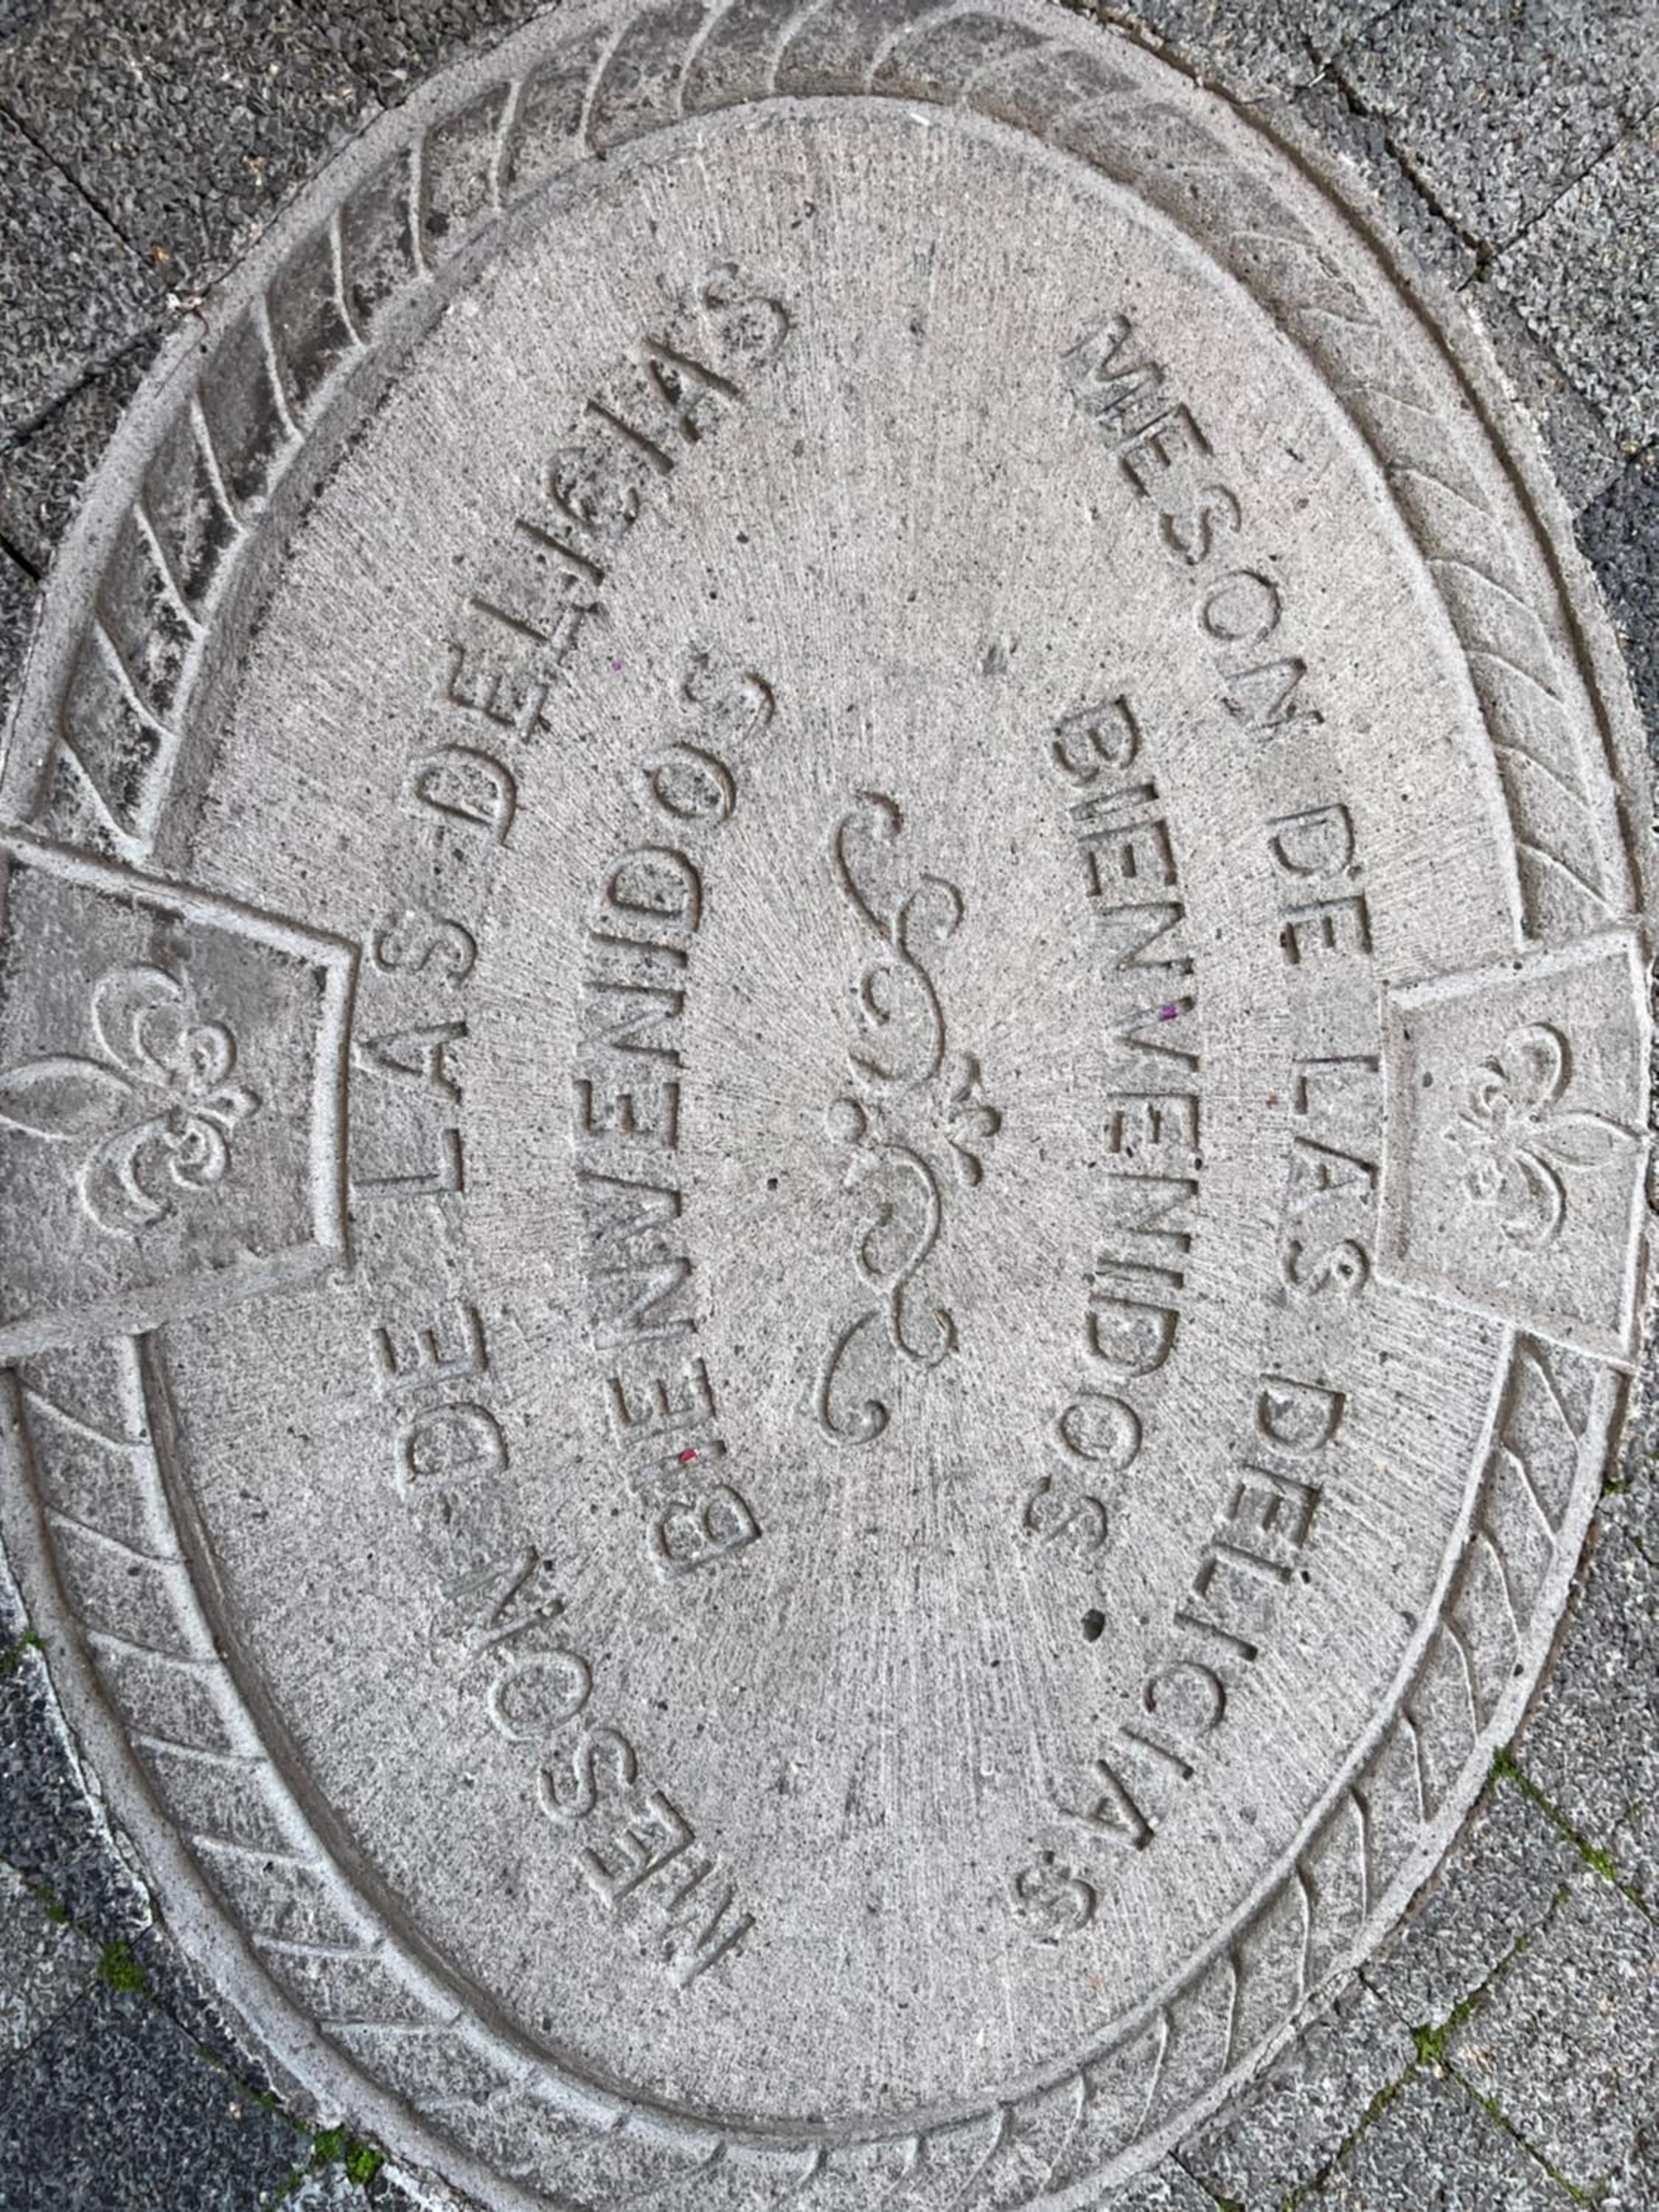 MESON DE LAS DELICIAS
BIENVENIDOS
BIENVENIDOS
MESON DE LAS DELICIAS